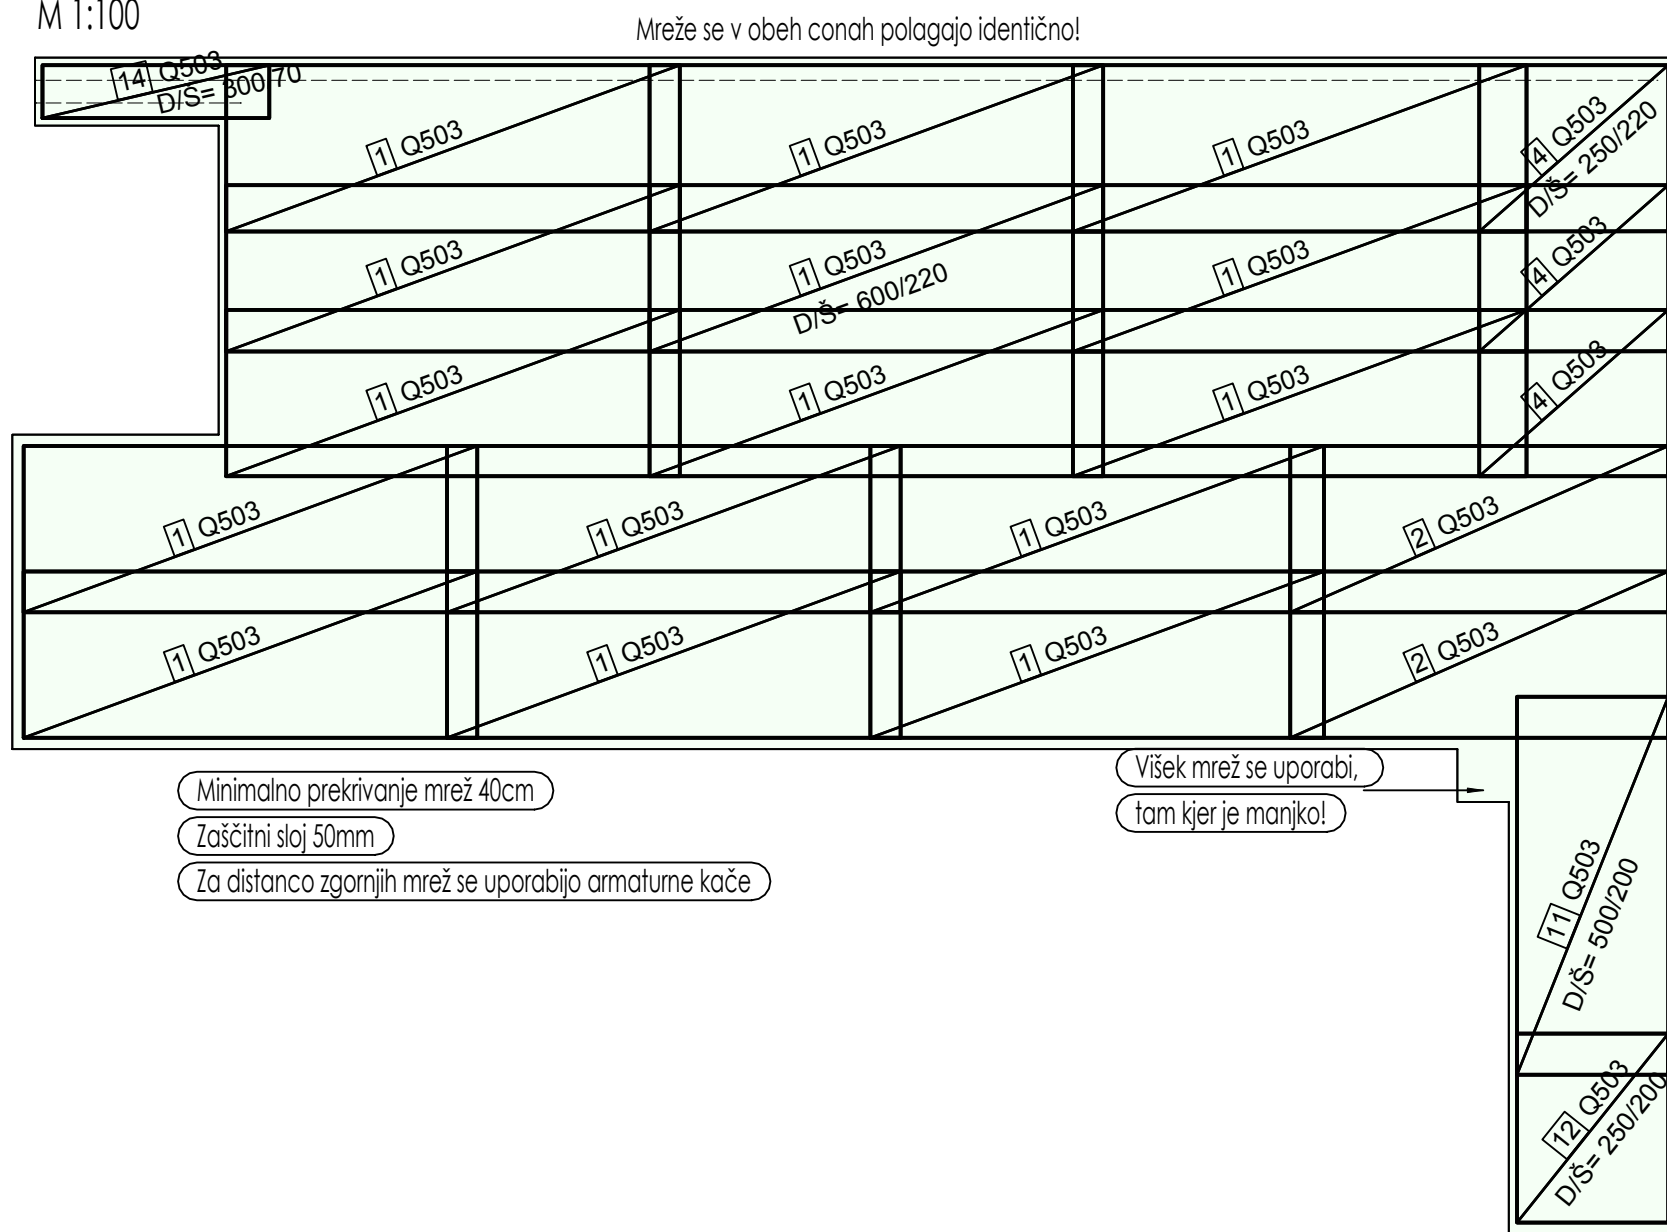 M 1:100
Mreže se v obeh conah polagajo identično!
14 Q503
D/Š= 300/70
1 Q503
1 Q503
1 Q503
4 Q503
D/Š= 250/220
1 Q503
1 Q503
D/Š= 600/220
1 Q503
4 Q503
1 Q503
1 Q503
1 Q503
4 Q503
1 Q503
1 Q503
1 Q503
2 Q503
1 Q503
1 Q503
1 Q503
2 Q503
Minimalno prekrivanje mrež 40cm
Zaščitni sloj 50mm
Za distanco zgornjih mrež se uporabijo armaturne kače
Višek mrež se uporabi,
tam kjer je manjko!
11 Q503
D/Š= 500/200
12 Q503
D/Š= 250/200